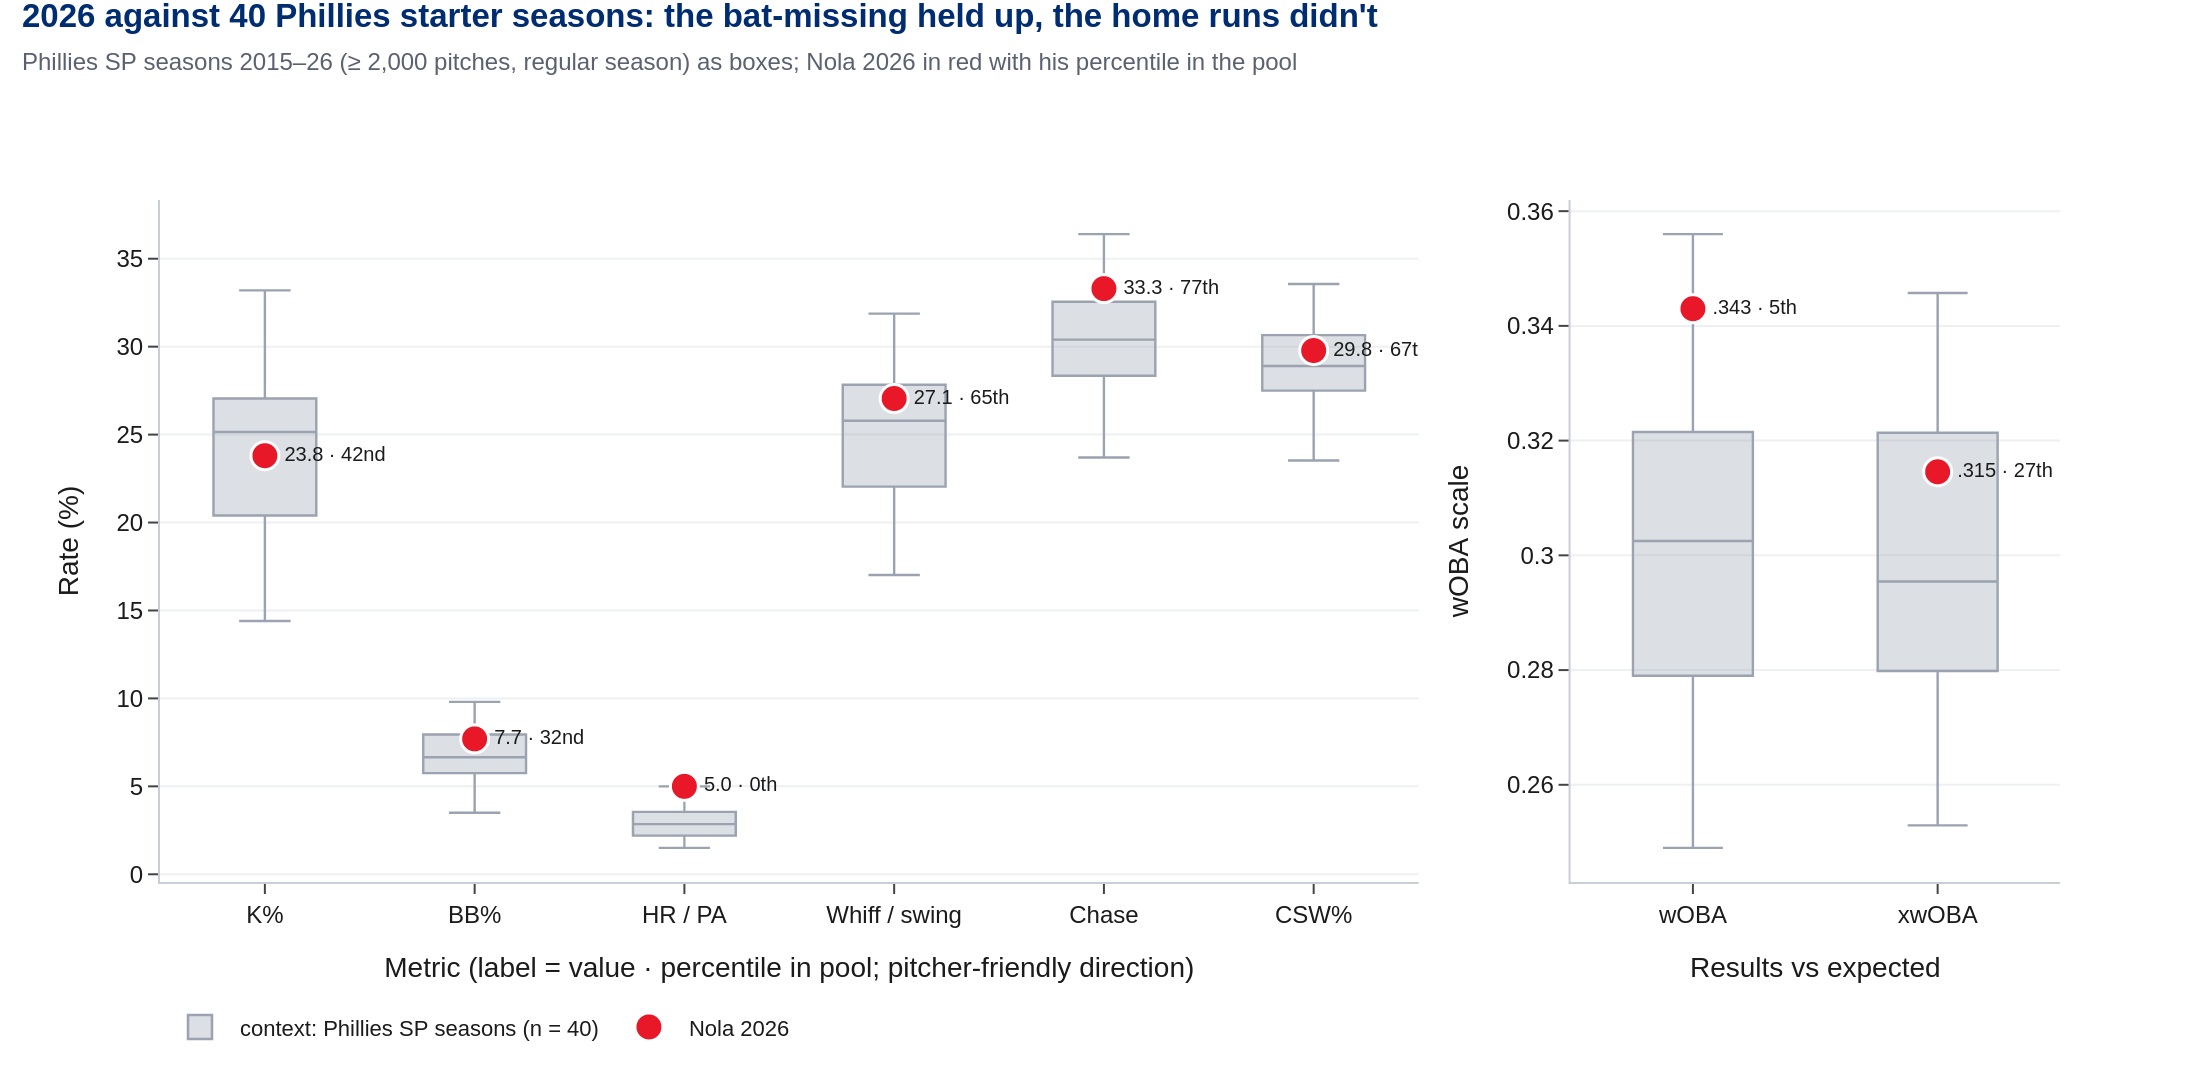 2026 against 40 Phillies starter seasons: the bat-missing held up, the home runs didn't
Phillies SP seasons 2015–26 (≥ 2,000 pitches, regular season) as boxes; Nola 2026 in red with his percentile in the pool
Rate (%)
35
30
25
20
15
10
5
0
23.8 · 42nd
7.7 · 32nd
5.0 · 0th
27.1 · 65th
33.3 · 77th
29.8 · 67t
K%
BB%
HR / PA
Whiff / swing
Chase
CSW%
Metric (label = value · percentile in pool; pitcher-friendly direction)
wOBA scale
0.36
0.34
0.32
0.3
0.28
0.26
.343 · 5th
.315 · 27th
wOBA
xwOBA
Results vs expected
context: Phillies SP seasons (n = 40)
Nola 2026